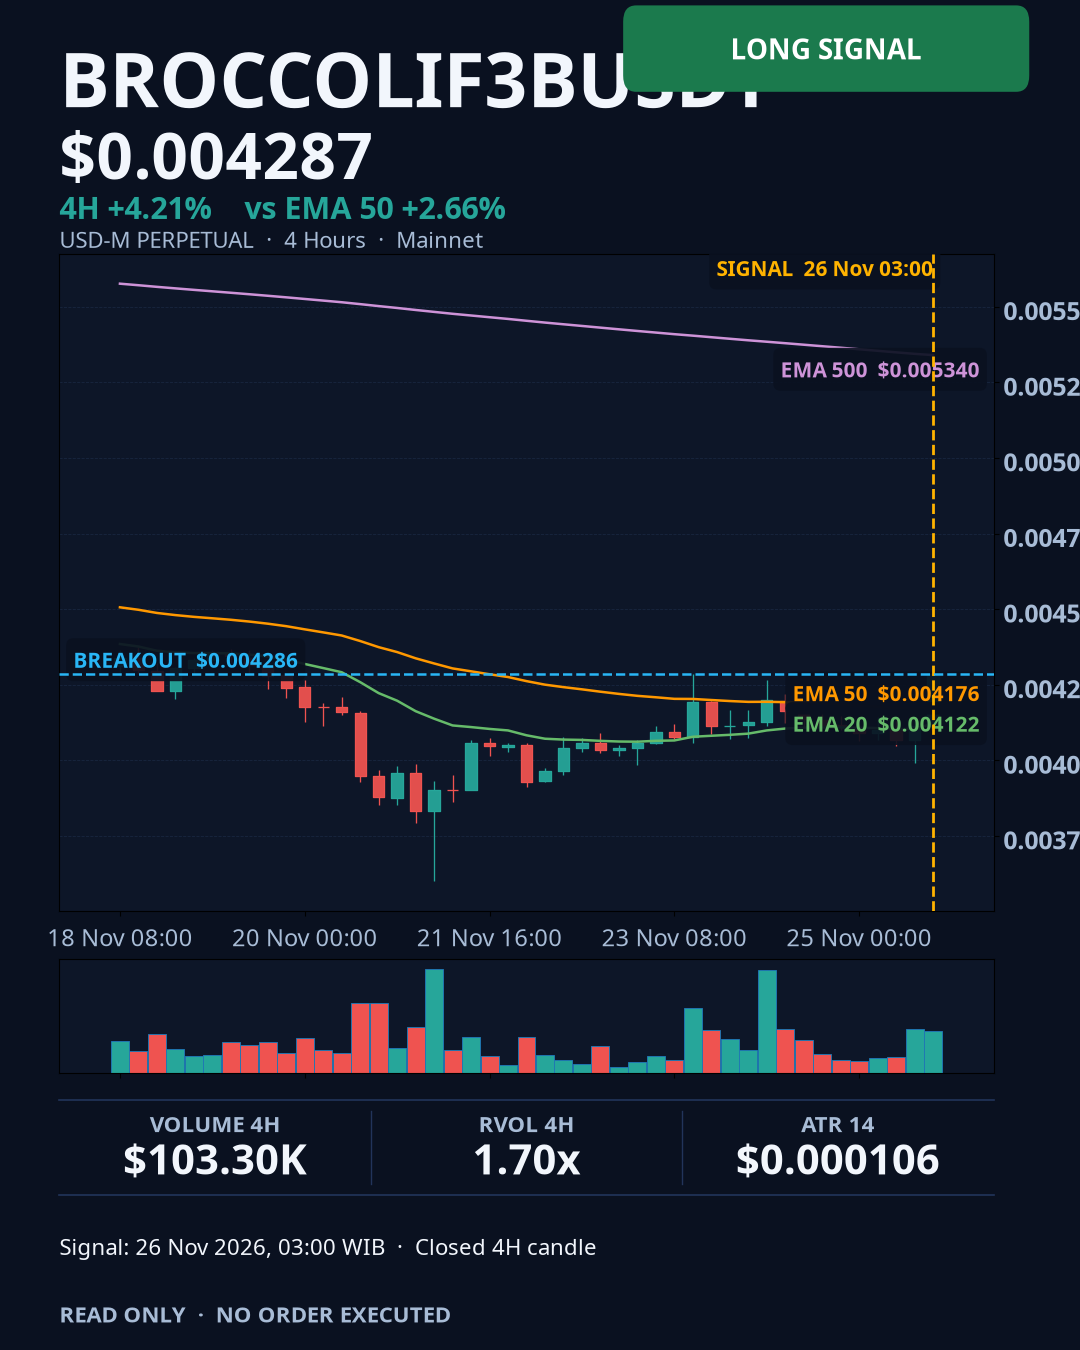 LONG SIGNAL
BROCCOLIF3BUSDT
$0.004287
4H +4.21% vs EMA 50 +2.66%
USD-M PERPETUAL · 4 Hours · Mainnet
SIGNAL 26 Nov 03:00
0.0055
EMA 500 $0.005340
0.0052
0.0050
0.0047
0.0045
BREAKOUT $0.004286
0.0042
EMA 50 $0.004176
EMA 20 $0.004122
0.0040
0.0037
18 Nov 08:00 20 Nov 00:00 21 Nov 16:00 23 Nov 08:00 25 Nov 00:00
VOLUME 4H RVOL 4H ATR 14
$103.30K 1.70x $0.000106
Signal: 26 Nov 2026, 03:00 WIB · Closed 4H candle
READ ONLY · NO ORDER EXECUTED